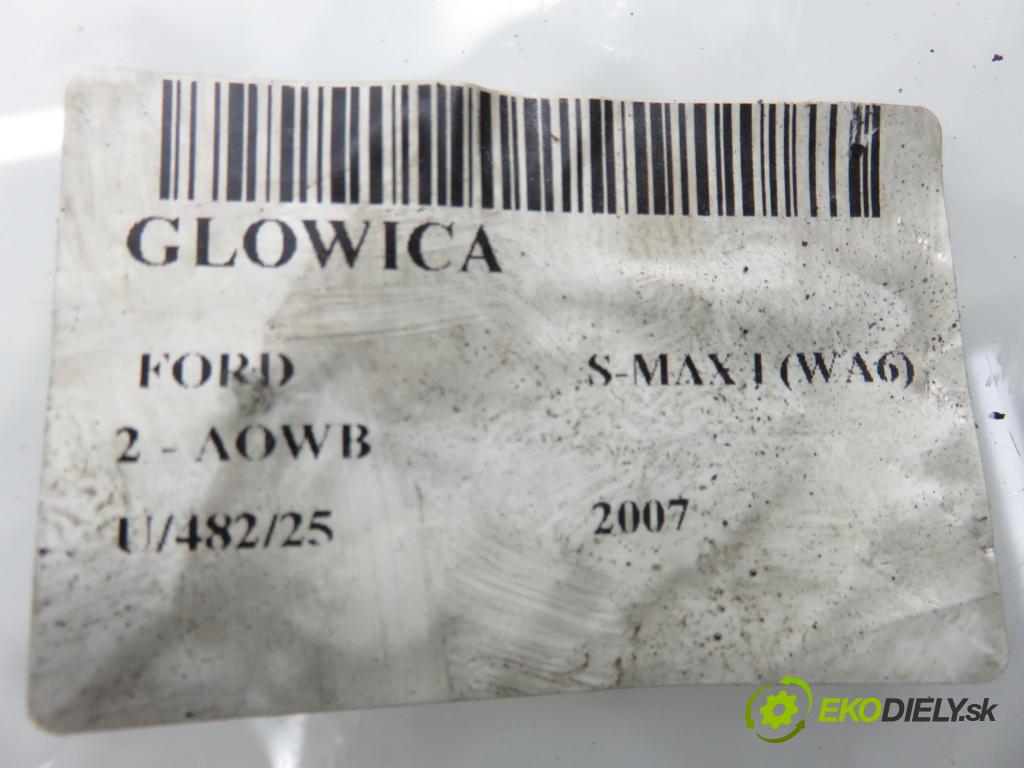 GLOWICA
FORD S-MAX I (WA6)
2 - AOWB
U/482/25 2007
EKODIELY.sk